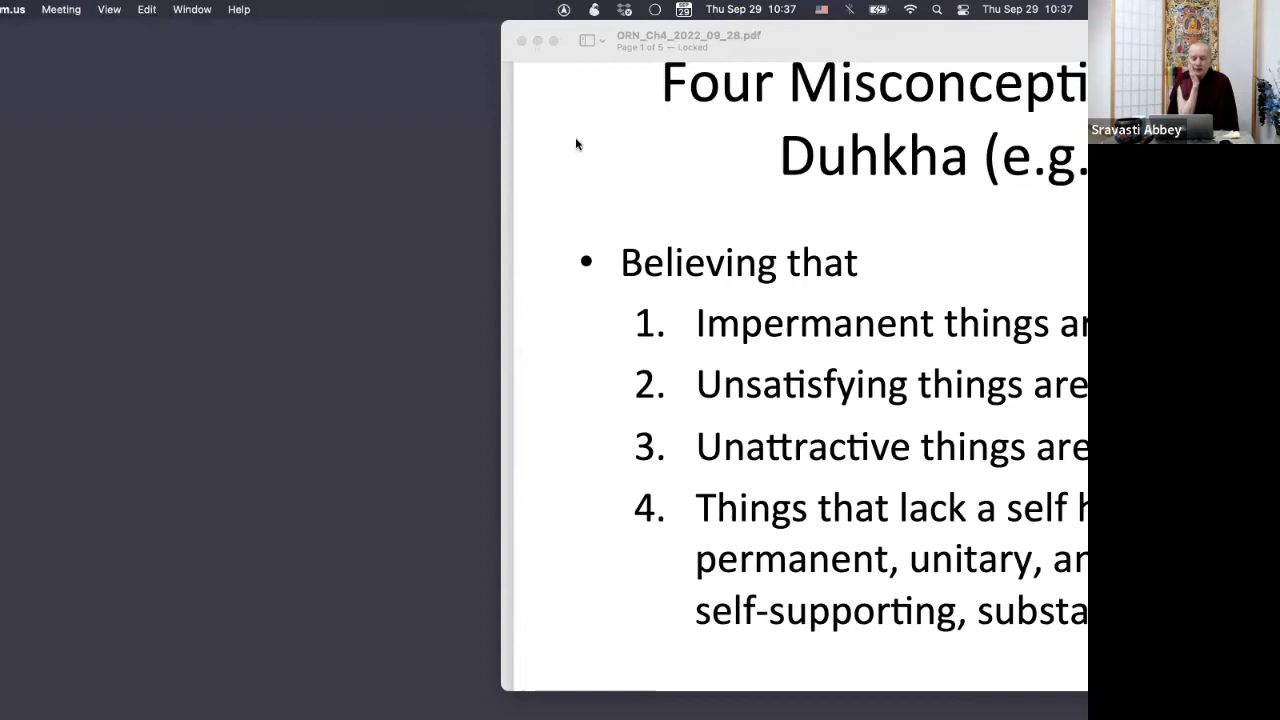 m.us Meeting View Edit Window Help SEP 29 Thu Sep 29 10:37 Thu Sep 29 10:37
ORN_Ch4_2022_09_28.pdf
Page 1 of 5 — Locked
Four Misconcepti
Duhkha (e.g.
Sravasti Abbey
• Believing that
1. Impermanent things ar
2. Unsatisfying things are
3. Unattractive things are
4. Things that lack a self h
permanent, unitary, an
self-supporting, substa